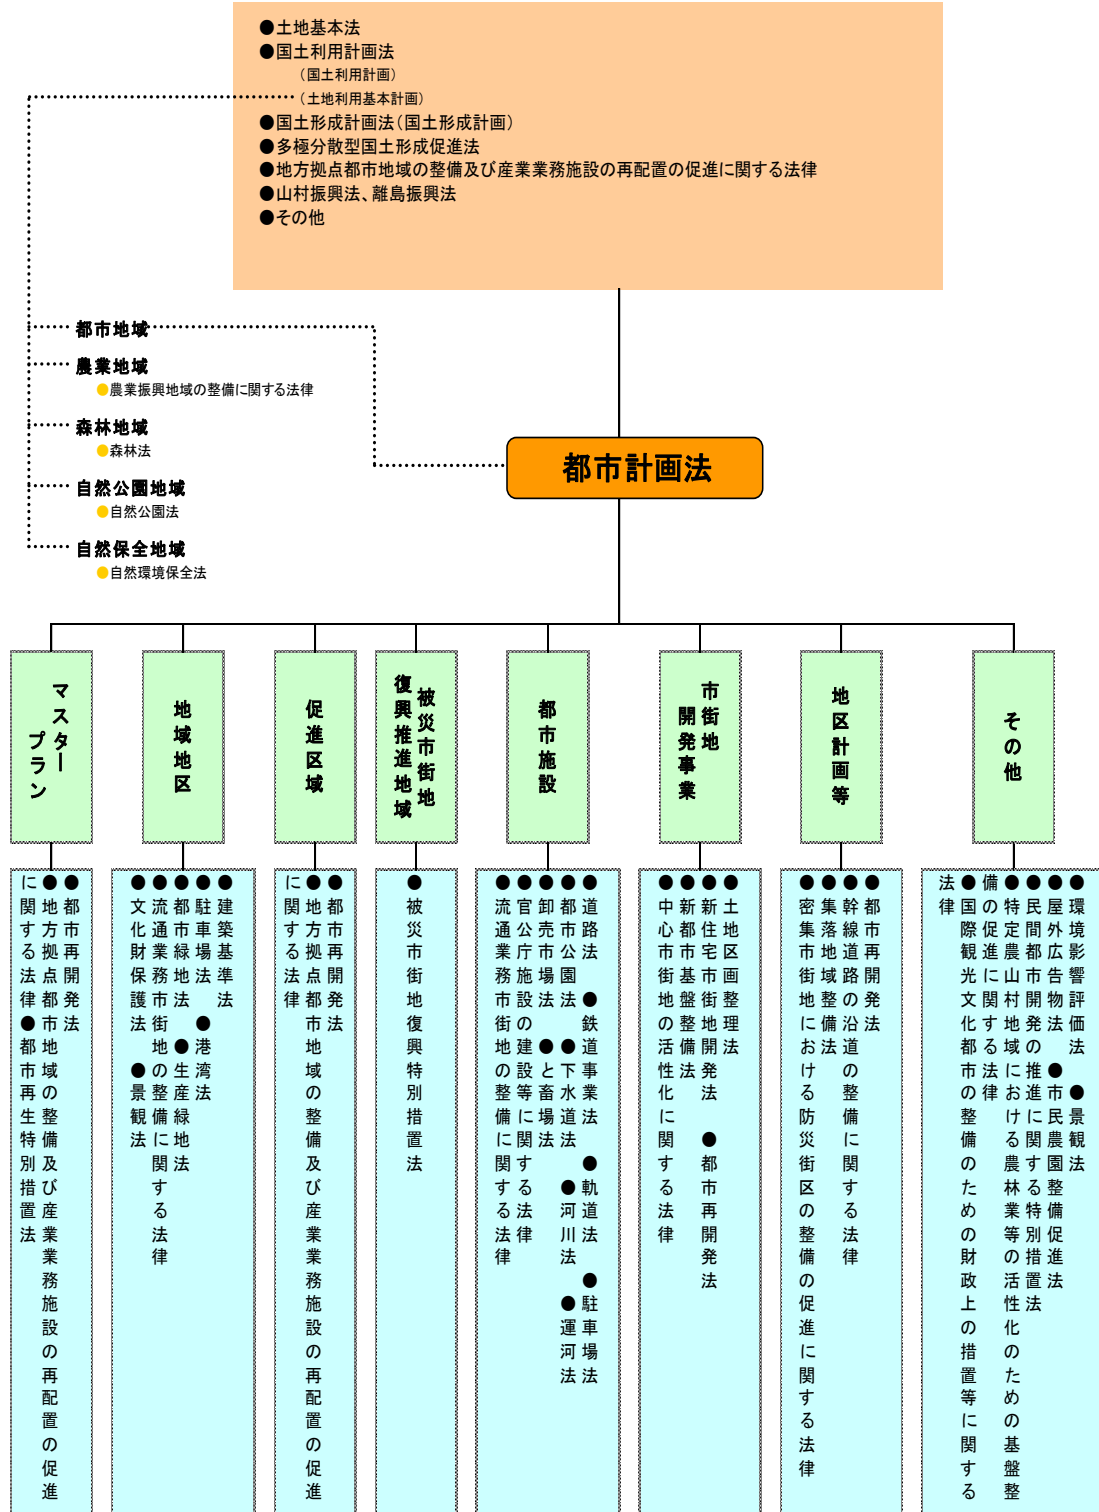 ●土地基本法
●国土利用計画法
（国土利用計画）
（土地利用基本計画）
●国土形成計画法（国土形成計画）
●多極分散型国土形成促進法
●地方拠点都市地域の整備及び産業業務施設の再配置の促進に関する法律
●山村振興法、離島振興法
●その他
都市地域
農業地域
●農業振興地域の整備に関する法律
森林地域
●森林法
自然公園地域
●自然公園法
自然保全地域
●自然環境保全法
都市計画法
マスター
プラン
●都市再開発法
●地方拠点都市地域の整備及び産業業務施設の再配置の促進
に関する法律●都市再生特別措置法
地域地区
●建築基準法
●駐車場法　●港湾法
●都市緑地法　●生産緑地法
●流通業務市街地の整備に関する法律
●文化財保護法　●景観法
促進区域
●都市再開発法
●地方拠点都市地域の整備及び産業業務施設の再配置の促進
に関する法律
被災市街地
復興推進地域
●被災市街地復興特別措置法
都市施設
●道路法　●鉄道事業法　●軌道法　●駐車場法
●都市公園法　●下水道法　●河川法　●運河法
●卸売市場法　●と畜場法
●官公庁施設の建設等に関する法律
●流通業務市街地の整備に関する法律
市街地
開発事業
●土地区画整理法
●新住宅市街地開発法　●都市再開発法
●新都市基盤整備法
●中心市街地の活性化に関する法律
地区計画等
●都市再開発法
●幹線道路の沿道の整備に関する法律
●集落地域整備法
●密集市街地における防災街区の整備の促進に関する法律
その他
●環境影響評価法　●景観法
●屋外広告物法　●市民農園整備促進法
●民間都市開発の推進に関する特別措置法
●特定農山村地域における農林業等の活性化のための基盤整
備の促進に関する法律
●国際観光文化都市の整備のための財政上の措置等に関する
法律